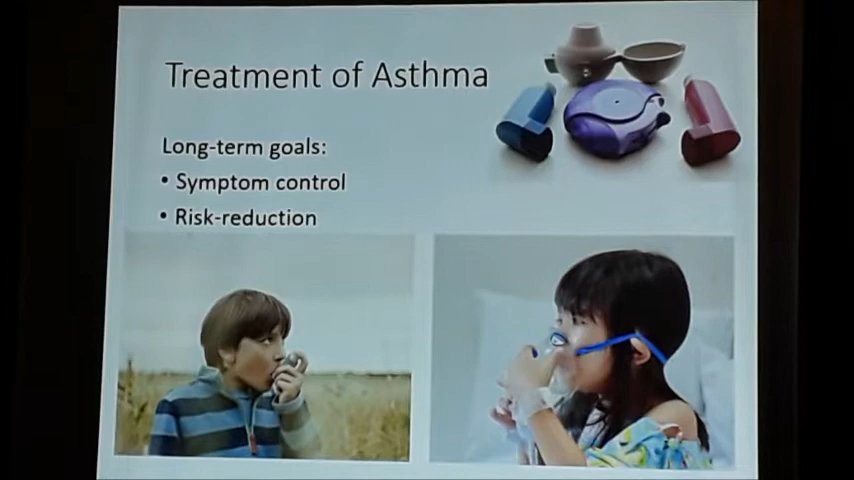 Treatment of Asthma
Long-term goals:
• Symptom control
• Risk-reduction